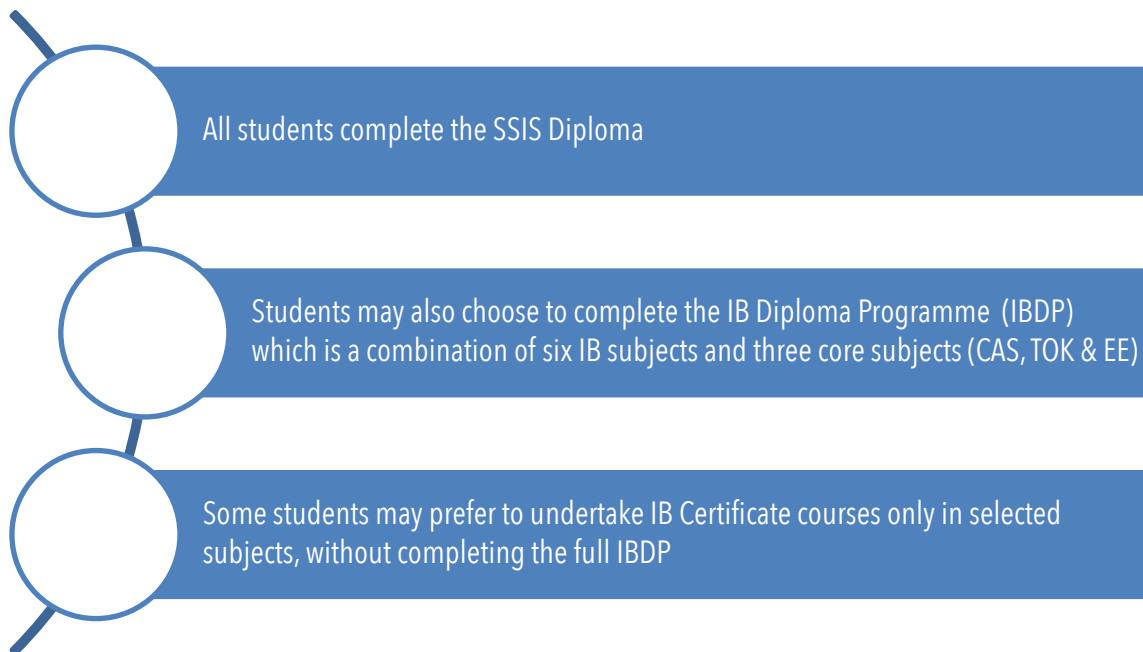 All students complete the SSIS Diploma
Students may also choose to complete the IB Diploma Programme (IBDP)
which is a combination of six IB subjects and three core subjects (CAS, TOK & EE)
Some students may prefer to undertake IB Certificate courses only in selected
subjects, without completing the full IBDP